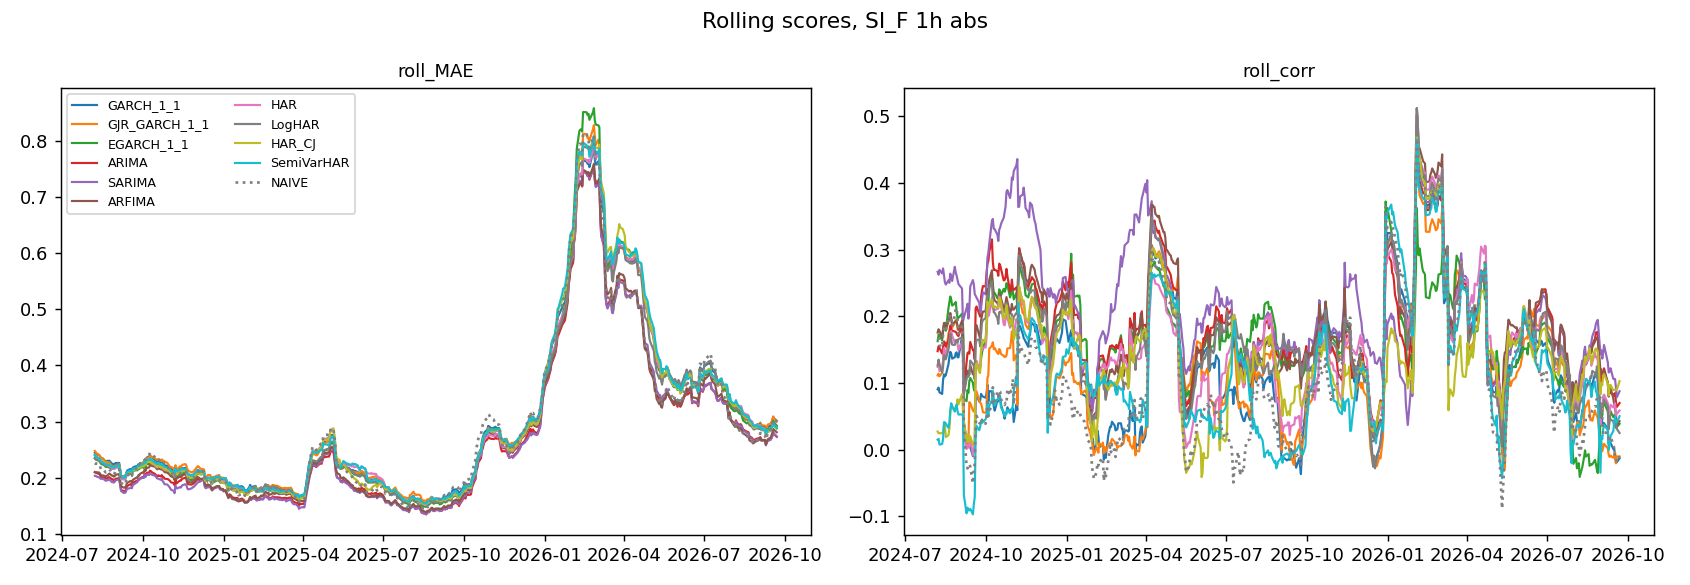 Rolling scores, SI_F 1h abs
roll_MAE
GARCH_1_1
GJR_GARCH_1_1
EGARCH_1_1
ARIMA
SARIMA
ARFIMA
HAR
LogHAR
HAR_CJ
SemiVarHAR
NAIVE
0.8
0.7
0.6
0.5
0.4
0.3
0.2
0.1
2024-07 2024-10 2025-01 2025-04 2025-07 2025-10 2026-01 2026-04 2026-07 2026-10
roll_corr
0.5
0.4
0.3
0.2
0.1
0.0
−0.1
2024-07 2024-10 2025-01 2025-04 2025-07 2025-10 2026-01 2026-04 2026-07 2026-10